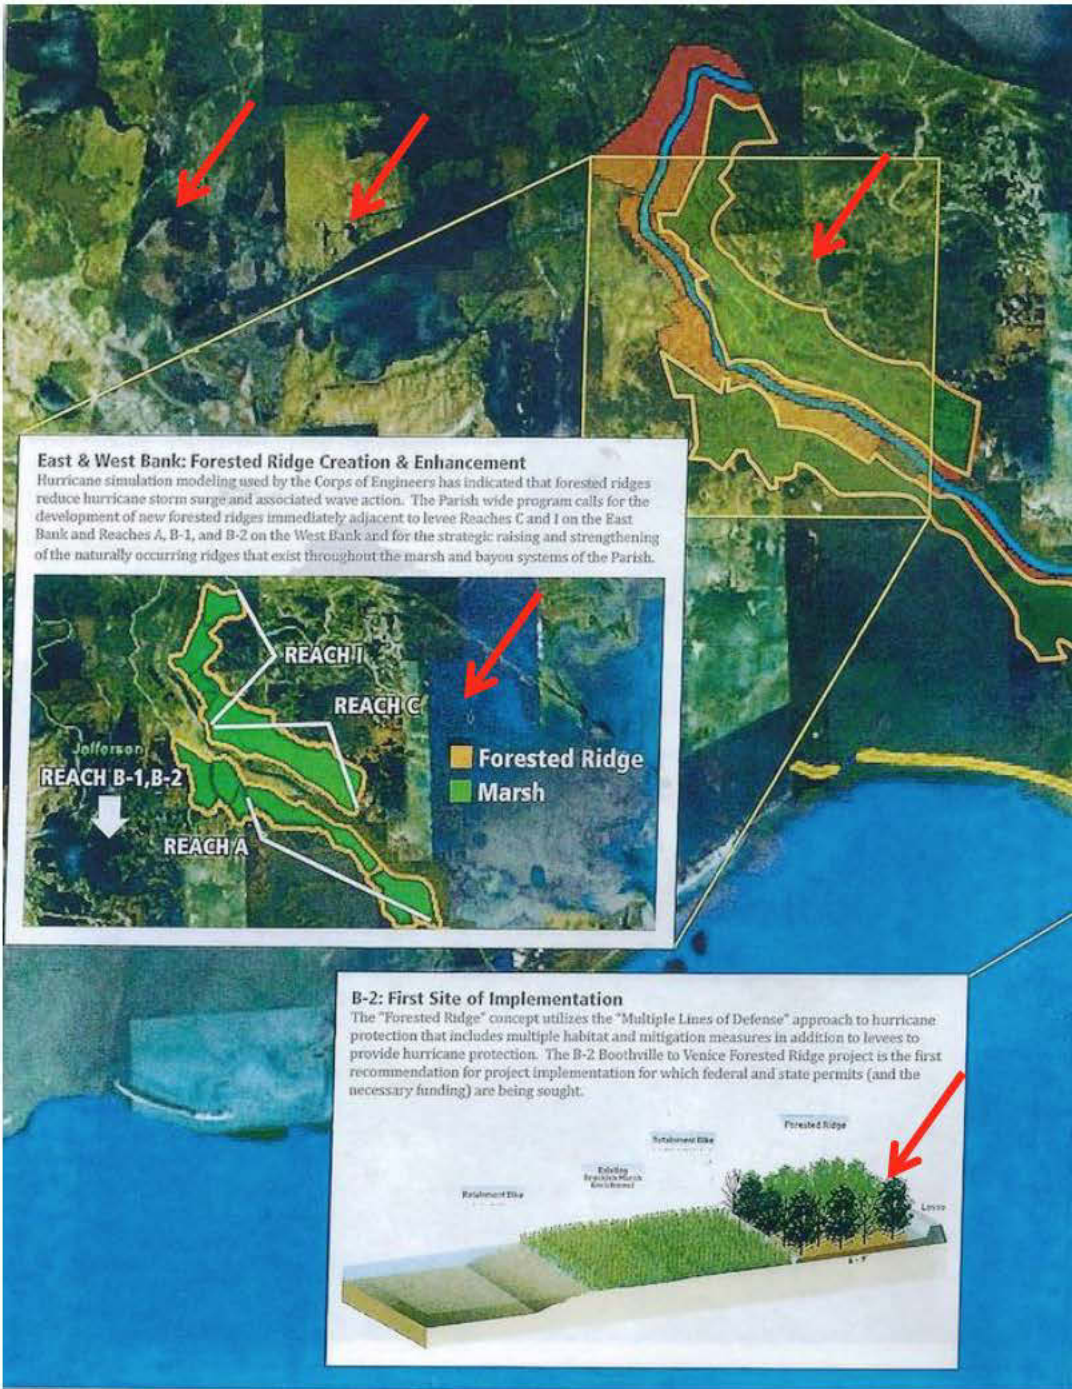 East & West Bank: Forested Ridge Creation & Enhancement
Hurricane simulation modeling used by the Corps of Engineers has indicated that forested ridges
reduce hurricane storm surge and associated wave action. The Parish wide program calls for the
development of new forested ridges immediately adjacent to levee Reaches C and I on the East
Bank and Reaches A, B-1, and B-2 on the West Bank and for the strategic raising and strengthening
of the naturally occurring ridges that exist throughout the marsh and bayou systems of the Parish.
REACH I
REACH C
Jefferson
REACH B-1,B-2
REACH A
Forested Ridge
Marsh
B-2: First Site of Implementation
The "Forested Ridge" concept utilizes the "Multiple Lines of Defense" approach to hurricane
protection that includes multiple habitat and mitigation measures in addition to levees to
provide hurricane protection. The B-2 Boothville to Venice Forested Ridge project is the first
recommendation for project implementation for which federal and state permits (and the
necessary funding) are being sought.
Forested Ridge
Retainment Dike
Existing
Brackish Marsh
Retainment Dike
Levee